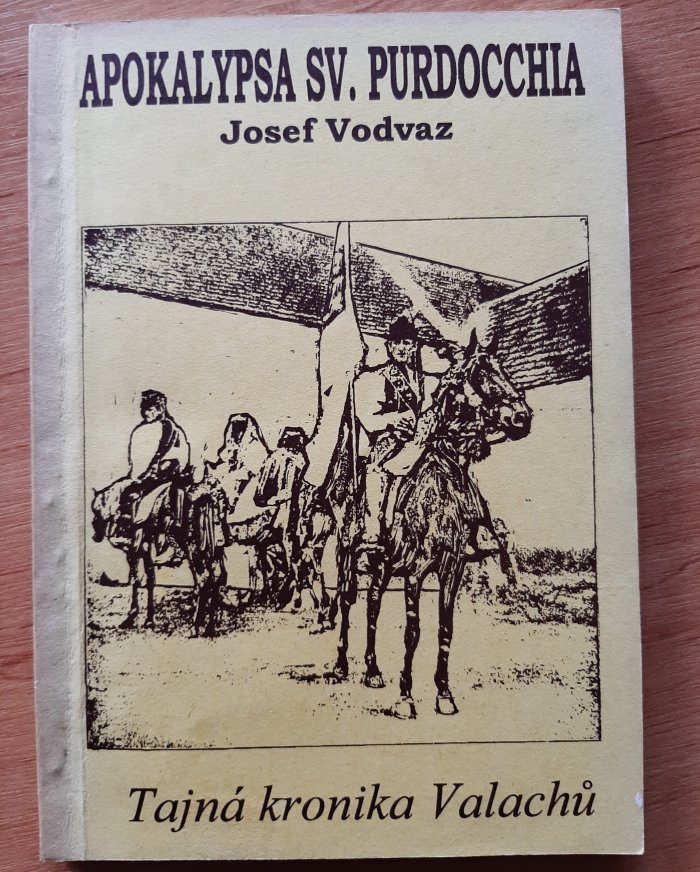 APOKALYPSA SV. PURDOCCHIA
Josef Vodvaz
Tajná kronika Valachů